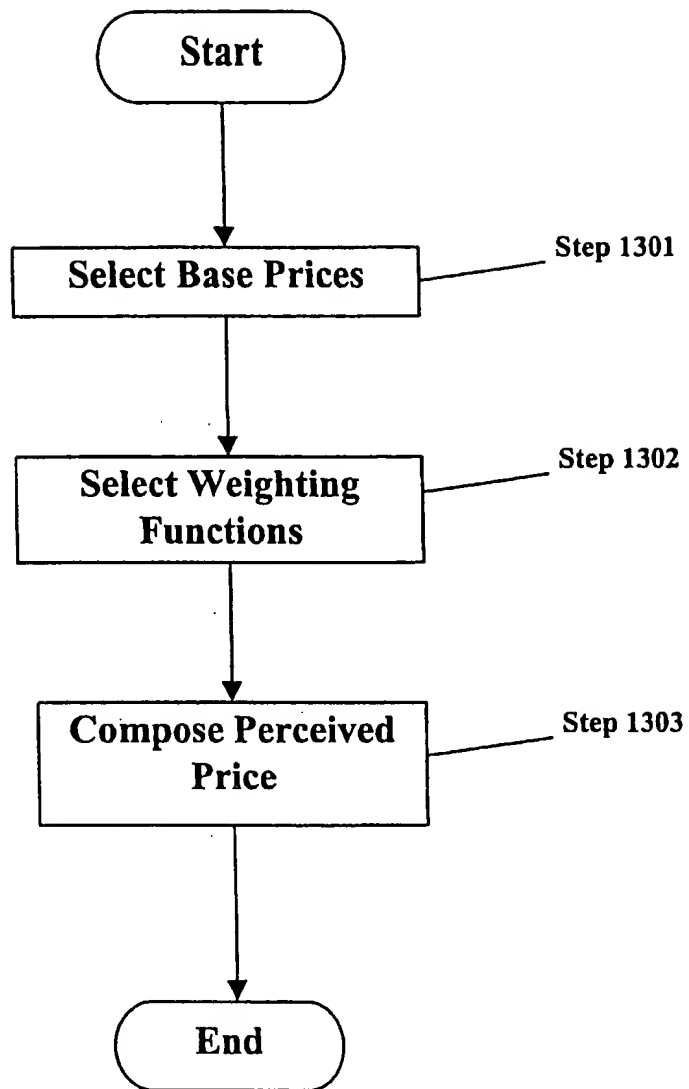 Start
Select Base Prices
Step 1301
Select Weighting
Functions
Step 1302
Compose Perceived
Price
Step 1303
End